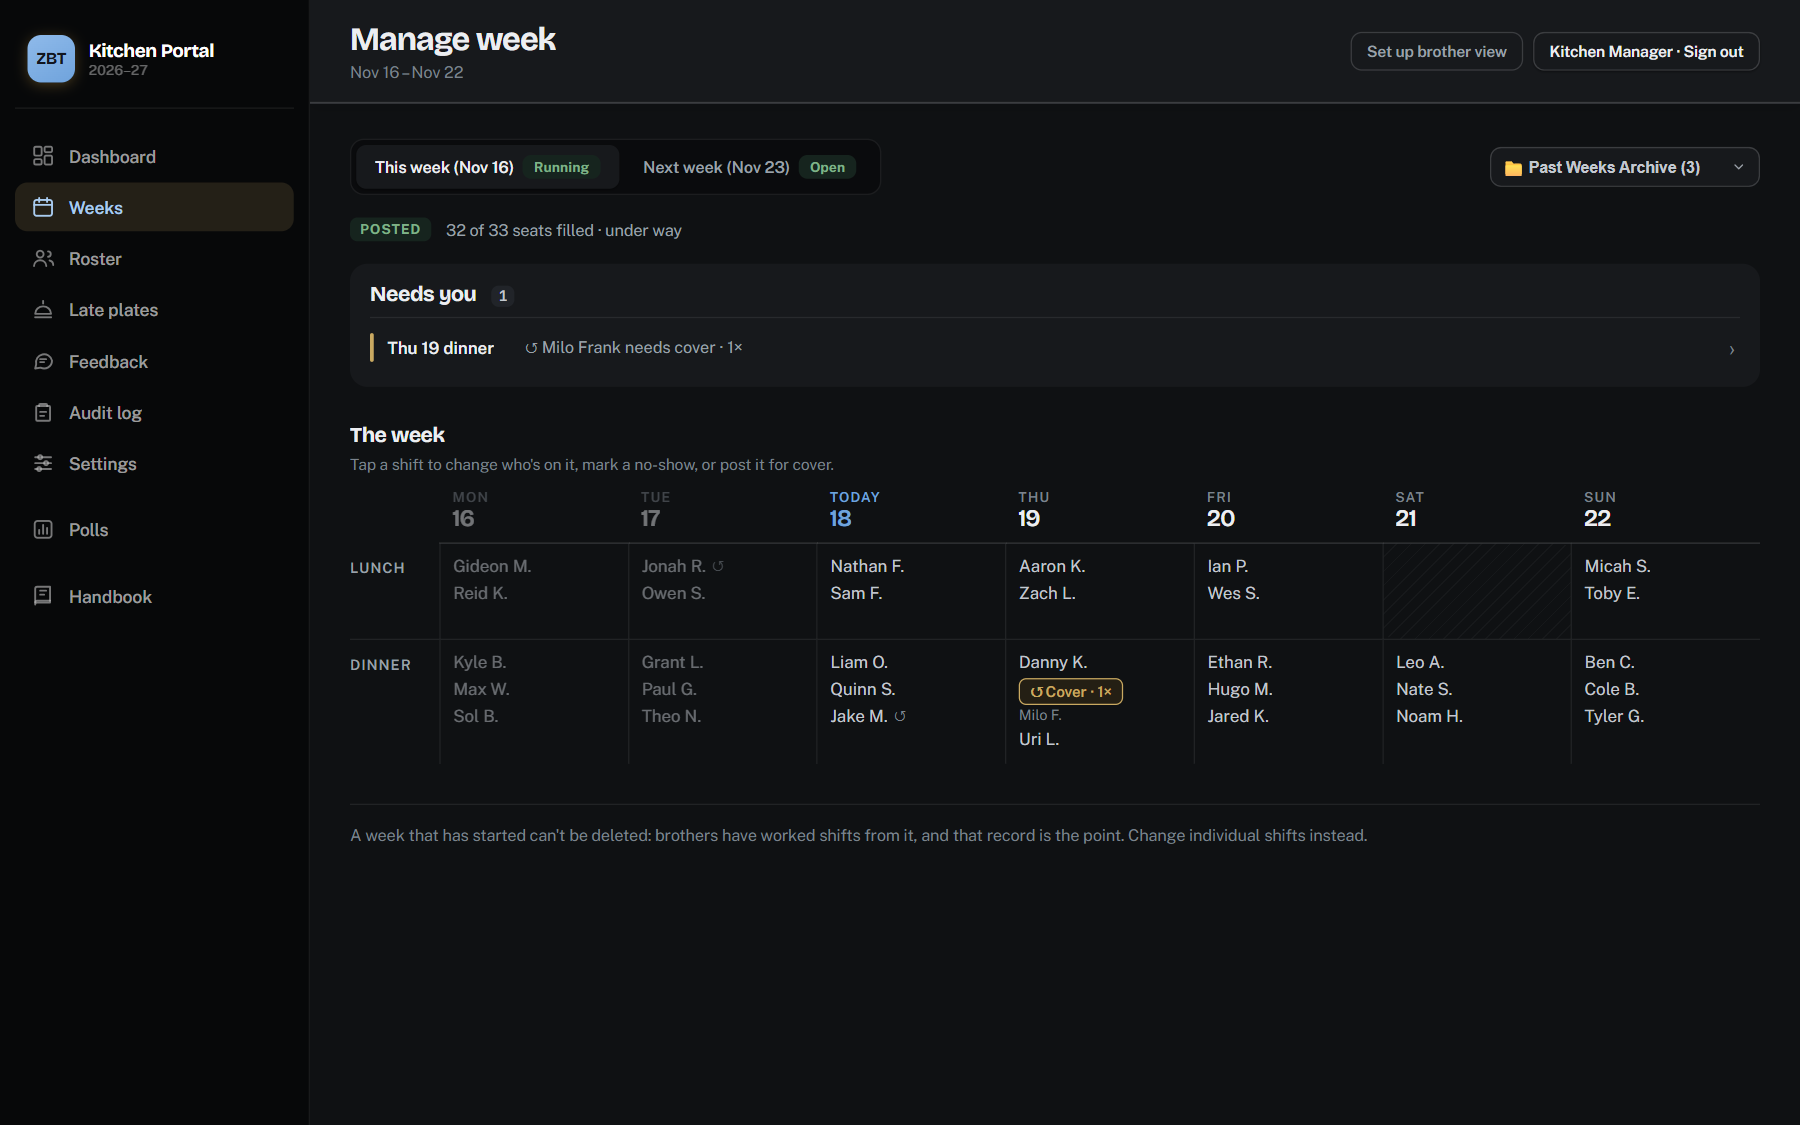 ZBT
Kitchen Portal
2026–27
Dashboard
Weeks
Roster
Late plates
Feedback
Audit log
Settings
Polls
Handbook
Manage week
Nov 16 – Nov 22
Set up brother view
Kitchen Manager · Sign out
This week (Nov 16) Running
Next week (Nov 23) Open
Past Weeks Archive (3)
POSTED 32 of 33 seats filled · under way
Needs you 1
Thu 19 dinner ↺ Milo Frank needs cover · 1×
The week
Tap a shift to change who's on it, mark a no-show, or post it for cover.
MON TUE TODAY THU FRI SAT SUN
16 17 18 19 20 21 22
LUNCH
Gideon M. Jonah R. ↺ Nathan F. Aaron K. Ian P. Micah S.
Reid K. Owen S. Sam F. Zach L. Wes S. Toby E.
DINNER
Kyle B. Grant L. Liam O. Danny K. Ethan R. Leo A. Ben C.
Max W. Paul G. Quinn S. ↺ Cover · 1× Hugo M. Nate S. Cole B.
Sol B. Theo N. Jake M. ↺ Milo F. Jared K. Noam H. Tyler G.
Uri L.
A week that has started can't be deleted: brothers have worked shifts from it, and that record is the point. Change individual shifts instead.